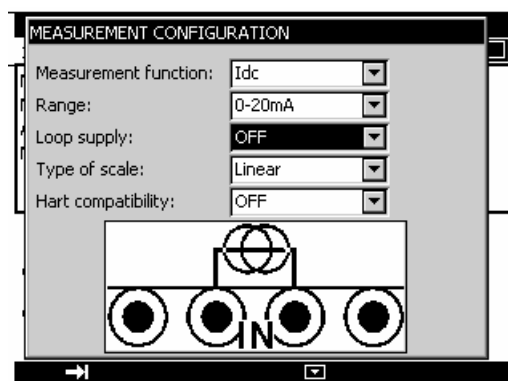 MEASUREMENT CONFIGURATION
Measurement function: Idc
Range: 0-20mA
Loop supply: OFF
Type of scale: Linear
Hart compatibility: OFF
IN